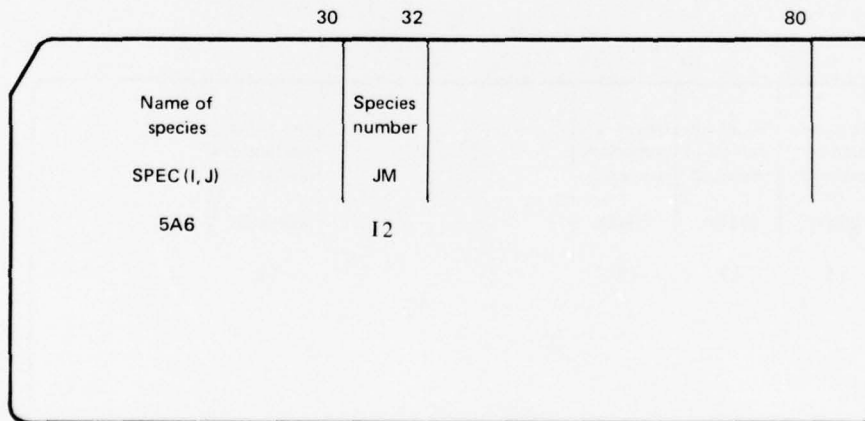 30 32 80
Name of Species
species number
SPEC(I, J) JM
5A6 I2